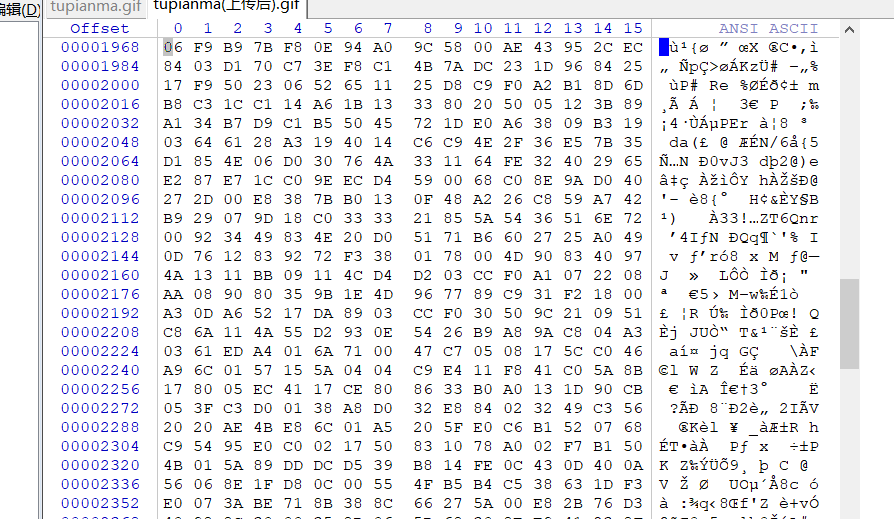 编辑(D)
tupianma.gif tupianma(上传后).gif
Offset 0 1 2 3 4 5 6 7 8 9 10 11 12 13 14 15 ANSI ASCII
00001968 06 F9 B9 7B F8 0E 94 A0 9C 58 00 AE 43 95 2C EC ù¹{ø ” œX ®C•,ì
00001984 84 03 D1 70 C7 3E F8 C1 4B 7A DC 23 1D 96 84 25 „ ÑpÇ>øÁKzÜ# –„%
00002000 17 F9 50 23 06 52 65 11 25 D8 C9 F0 A2 B1 8D 6D ùP# Re %ØÉð¢± m
00002016 B8 C3 1C C1 14 A6 1B 13 33 80 20 50 05 12 3B 89 ¸Ã Á ¦ 3€ P ;‰
00002032 A1 34 B7 D9 C1 B5 50 45 72 1D E0 A6 38 09 B3 19 ¡4·ÙÁµPEr à¦8 ³
00002048 03 64 61 28 A3 19 40 14 C6 C9 4E 2F 36 E5 7B 35 da(£ @ ÆÉN/6å{5
00002064 D1 85 4E 06 D0 30 76 4A 33 11 64 FE 32 40 29 65 Ñ…N Ð0vJ3 dþ2@)e
00002080 E2 87 E7 1C C0 9E EC D4 59 00 68 C0 8E 9A D0 40 â‡ç ÀžìÔY hÀŽšÐ@
00002096 27 2D 00 E8 38 7B B0 13 0F 48 A2 26 C8 59 A7 42 '- è8{° H¢&ÈY§B
00002112 B9 29 07 9D 18 C0 33 33 21 85 5A 54 36 51 6E 72 ¹) À33!…ZT6Qnr
00002128 00 92 34 49 83 4E 20 D0 51 71 B6 60 27 25 A0 49 ’4IƒN ÐQq¶`'% I
00002144 0D 76 12 83 92 72 F3 38 01 78 00 4D 90 83 40 97 v ƒ’ró8 x M ƒ@—
00002160 4A 13 11 BB 09 11 4C D4 D2 03 CC F0 A1 07 22 08 J » LÔÒ Ìð¡ "
00002176 AA 08 90 80 35 9B 1E 4D 96 77 89 C9 31 F2 18 00 ª €5› M–w‰É1ò
00002192 A3 0D A6 52 17 DA 89 03 CC F0 30 50 9C 21 09 51 £ ¦R Ú‰ Ìð0Pœ! Q
00002208 C8 6A 11 4A 55 D2 93 0E 54 26 B9 A8 9A C8 04 A3 Èj JUÒ“ T&¹¨šÈ £
00002224 03 61 ED A4 01 6A 71 00 47 C7 05 08 17 5C C0 46 aí¤ jq GÇ \ÀF
00002240 A9 6C 01 57 15 5A 04 04 C9 E4 11 F8 41 C0 5A 8B ©l W Z Éä øAÀZ‹
00002256 17 80 05 EC 41 17 CE 80 86 33 B0 A0 13 1D 90 CB € ìA Î€†3° Ë
00002272 05 3F C3 D0 01 38 A8 D0 32 E8 84 02 32 49 C3 56 ?ÃÐ 8¨Ð2è„ 2IÃV
00002288 20 20 AE 4B E8 6C 01 A5 20 5F E0 C6 B1 52 07 68 ®Kèl ¥ _àÆ±R h
00002304 C9 54 95 E0 C0 02 17 50 83 10 78 A0 02 F7 B1 50 ÉT•àÀ Pƒ x ÷±P
00002320 4B 01 5A 89 DD DC D5 39 B8 14 FE 0C 43 0D 40 0A K Z‰ÝÜÕ9¸ þ C @
00002336 56 06 8E 1F D8 0C 00 55 4F B5 B4 C5 38 63 1D F3 V Ž Ø UOµ´Å8c ó
00002352 E0 07 3A BE 71 8B 38 8C 66 27 5A 00 E8 2B 76 D3 à :¾q‹8Œf'Z è+vÓ